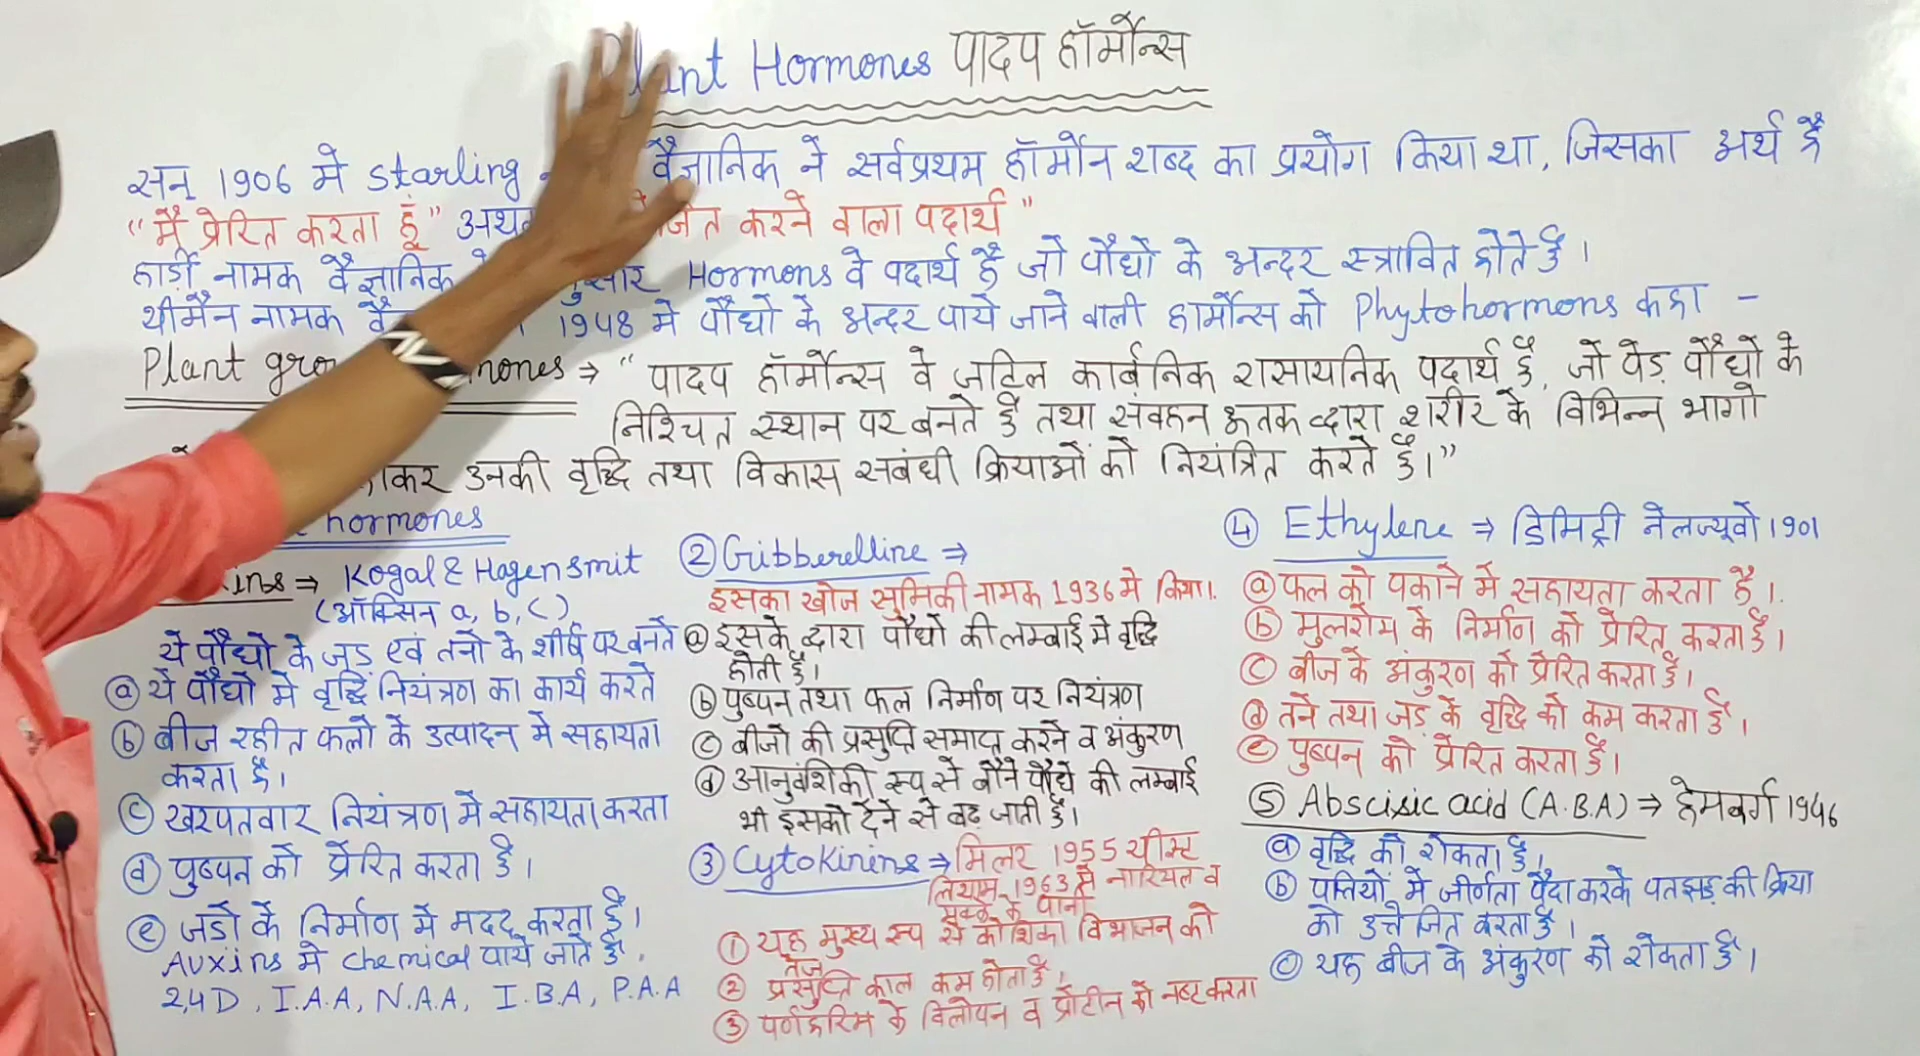 Plant Hormones पादप हॉर्मोन्स
सन् 1906 मे starling वैज्ञानिक ने सर्वप्रथम हॉर्मोन शब्द का प्रयोग किया था, जिसका अर्थ है
“मै प्रेरित करता हूं” करने वाला पदार्थ”
हार्डी नामक वैज्ञानिक Hormons वे पदार्थ है जो पौधों के अन्दर स्त्रावित होते है।
थीमैन नामक 1948 मे पौधों के अन्दर पाये जाने वाली हार्मोन्स को Phytohormons कहा -
Plant ⇒ “पादप हॉर्मोन्स वे जटिल कार्बनिक रासायनिक पदार्थ है, जो पेड़ पौधों के
निश्चित स्थान पर बनते है तथा संवहन ऊतक व्दारा शरीर के विभिन्न भागो
उनकी वृद्धि तथा विकास सबंधी क्रियाओं को नियंत्रित करते है।”
hormones
⇒ Kogal & Hagensmit
(ऑक्सिन a, b, c)
ये पौधो के जड़ एवं तनो के शीर्ष पर बनते
ⓐ ये पौधों मे वृद्धि नियंत्रण का कार्य करते
ⓑ बीज रहीत फलो के उत्पादन मे सहायता
करता है।
ⓒ खरपतवार नियंत्रण मे सहायता करता
ⓓ पुष्पन को प्रेरित करता है।
ⓔ जडो के निर्माण मे मदद करता है।
Auxins मे chemical पाये जाते है.
2,4D, I.A.A, N.A.A, I.B.A, P.A.A
② Gibberelline ⇒
इसका खोज सुमिकी नामक 1936 मे किया।
ⓐ इसके व्दारा पौधों की लम्बाई मे वृद्धि
होती है।
ⓑ पुष्पन तथा फल निर्माण पर नियंत्रण
ⓒ बीजो की प्रसुप्ति समाप्त करने व अंकुरण
ⓓ आनुवंशिकी रूप से बौने पौधे की लम्बाई
भी इसको देने से बढ़ जाती है।
③ Cytokinins ⇒ मिलर 1955 यीस्ट
1963 मे नारियल व
के पानी
① यह मुख्य रूप से कोशिका विभाजन को
तेज
② प्रसुप्ति काल कम होता है।
③ पर्णहरिम के विलोपन व प्रोटीन को नष्ट करता
④ Ethylene ⇒ डिमिट्री नेलज्यूवो 1901
ⓐ फल को पकाने मे सहायता करता है।
ⓑ मुलरोम के निर्माण को प्रेरित करता है।
ⓒ बीज के अंकुरण को प्रेरित करता है।
ⓓ तने तथा जड़ के वृद्धि को कम करता है।
ⓔ पुष्पन को प्रेरित करता है।
⑤ Abscisic acid (A.B.A) ⇒ हेमबर्ग 1946
ⓐ वृद्धि को रोकता है।
ⓑ पत्तियों मे जीर्णता पैदा करके पतझड़ की क्रिया
को उत्तेजित करता है।
ⓒ यह बीज के अंकुरण को रोकता है।